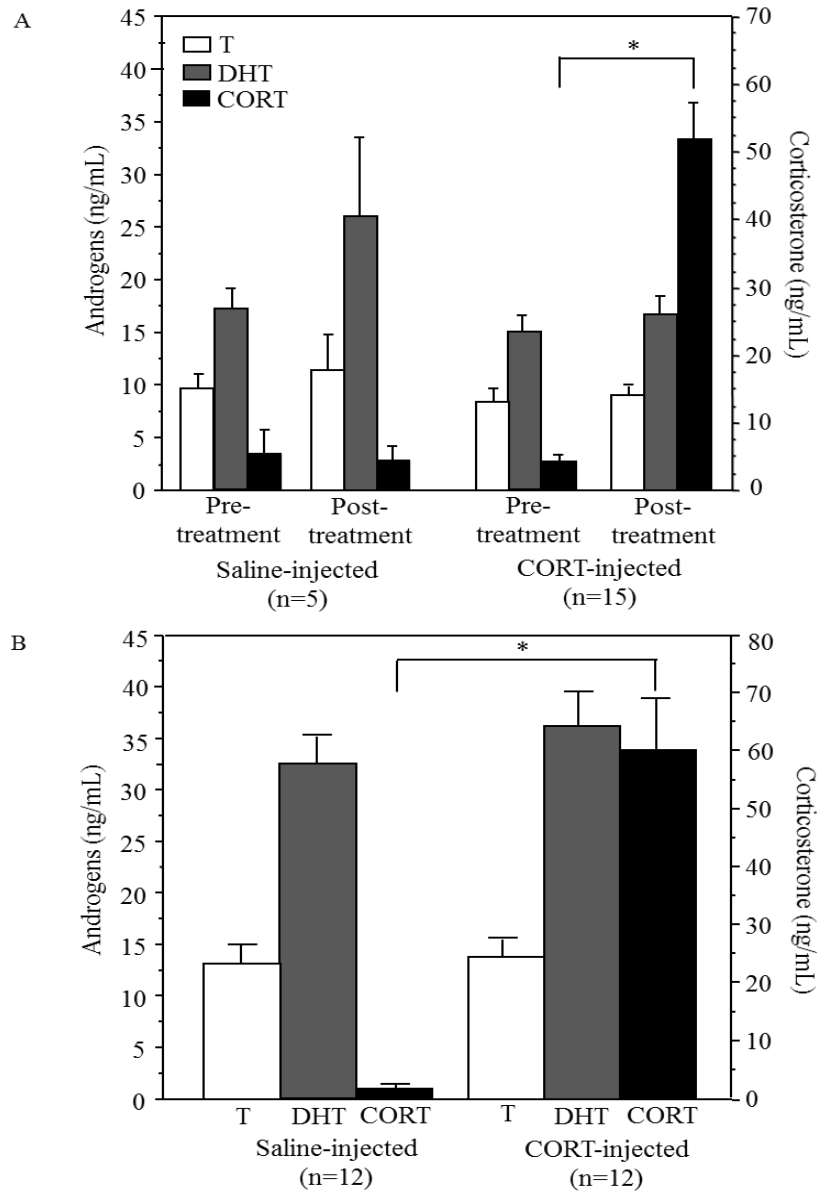 A
45
40
35
30
25
20
15
10
5
0
Androgens (ng/mL)
T
DHT
CORT
*
70
60
50
40
30
20
10
0
Corticosterone (ng/mL)
Pre-
treatment
Post-
treatment
Pre-
treatment
Post-
treatment
Saline-injected
(n=5)
CORT-injected
(n=15)
B
45
40
35
30
25
20
15
10
5
0
Androgens (ng/mL)
*
80
70
60
50
40
30
20
10
0
Corticosterone (ng/mL)
T DHT CORT T DHT CORT
Saline-injected
(n=12)
CORT-injected
(n=12)